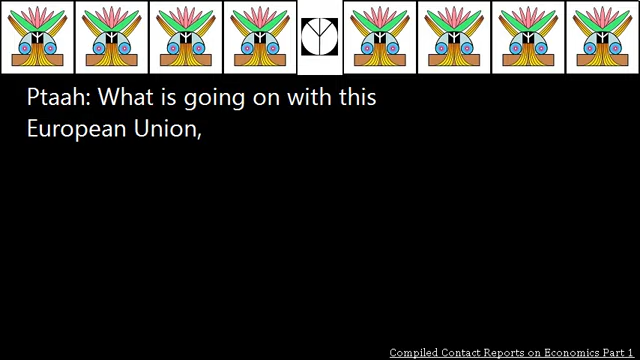 Ptaah: What is going on with this
European Union,
Compiled Contact Reports on Economics Part 1